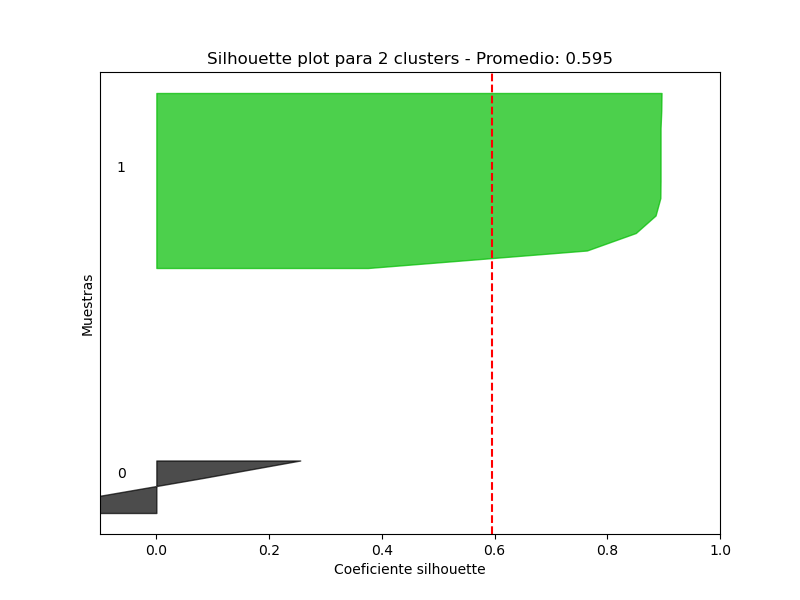 Silhouette plot para 2 clusters - Promedio: 0.595
1
0
Muestras
0.0 0.2 0.4 0.6 0.8 1.0
Coeficiente silhouette